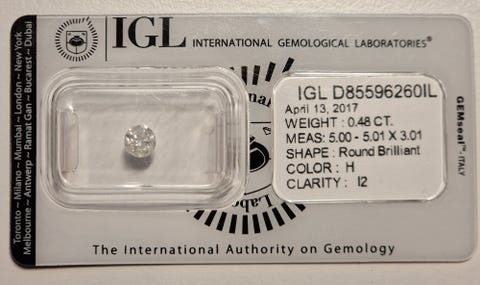 IGL INTERNATIONAL GEMOLOGICAL LABORATORIES®
Toronto ~ Milano ~ Mumbai ~ London ~ New York
Melbourne ~ Antwerp ~ Ramat Gan ~ Bucarest ~ Dubai
IGL D85596260IL
April 13, 2017
WEIGHT : 0.48 CT.
MEAS: 5.00 - 5.01 X 3.01
SHAPE : Round Brilliant
COLOR : H
CLARITY : I2
GEMseal™ - ITALY
The International Authority on Gemology